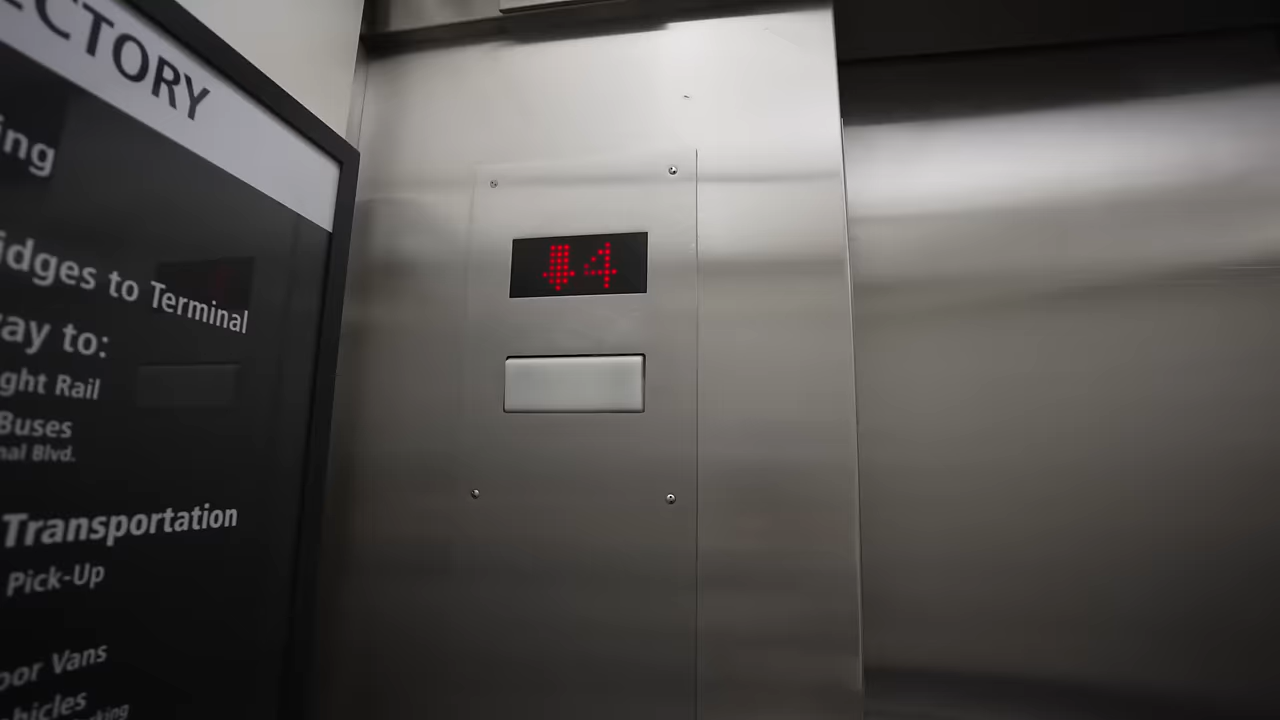 ECTORY
ing
idges to Terminal
ay to:
ght Rail
Buses
nal Blvd.
Transportation
Pick-Up
oor Vans
hicles
king
4